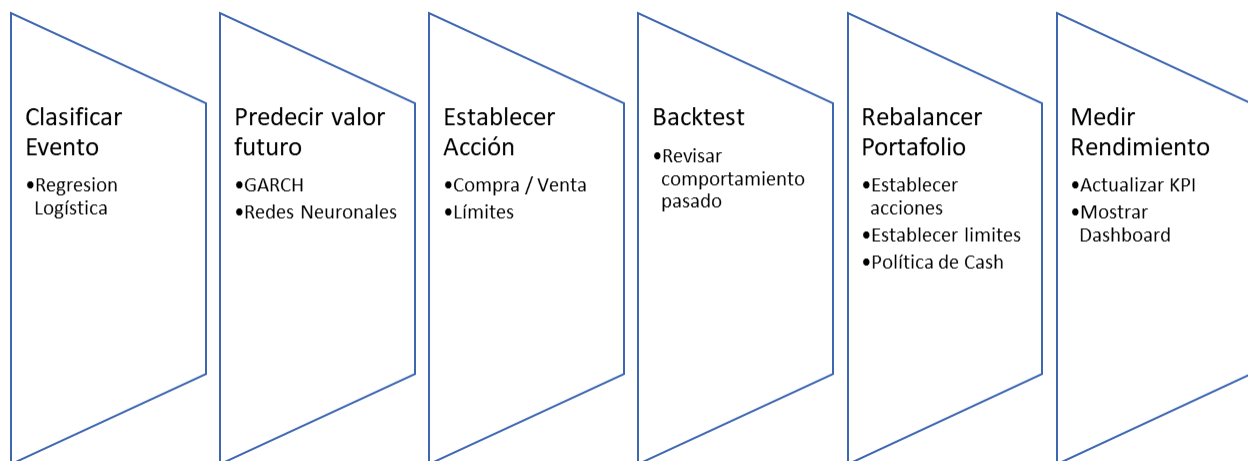 Clasificar
Evento
•Regresion
Logística
Predecir valor
futuro
•GARCH
•Redes Neuronales
Establecer
Acción
•Compra / Venta
•Límites
Backtest
•Revisar
comportamiento
pasado
Rebalancer
Portafolio
•Establecer
acciones
•Establecer limites
•Política de Cash
Medir
Rendimiento
•Actualizar KPI
•Mostrar
Dashboard